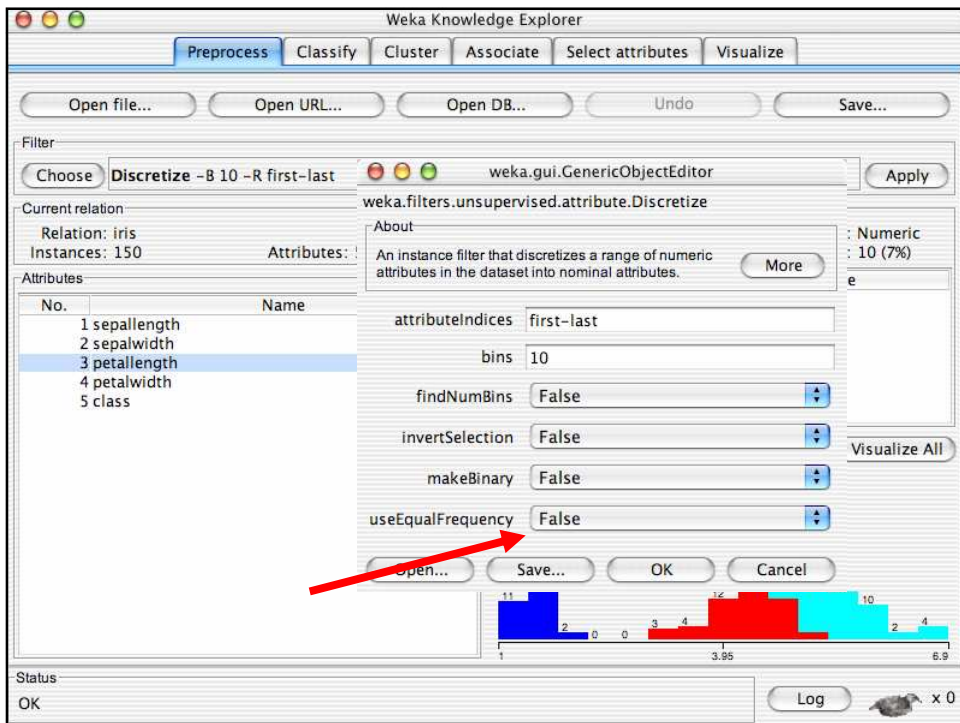 Weka Knowledge Explorer
Preprocess Classify Cluster Associate Select attributes Visualize
Open file... Open URL... Open DB... Undo Save...
Filter
Choose Discretize -B 10 -R first-last
Apply
weka.gui.GenericObjectEditor
weka.filters.unsupervised.attribute.Discretize
About
An instance filter that discretizes a range of numeric
attributes in the dataset into nominal attributes.
More
attributeIndices first-last
bins 10
findNumBins False
invertSelection False
makeBinary False
useEqualFrequency False
Open... Save... OK Cancel
Current relation
Relation: iris
Instances: 150 Attributes:
: Numeric
: 10 (7%)
e
Attributes
No. Name
1 sepallength
2 sepalwidth
3 petallength
4 petalwidth
5 class
Visualize All
11 2 0 0 3 4 12 10 2 4
1 3.95 6.9
Status
OK
Log x 0